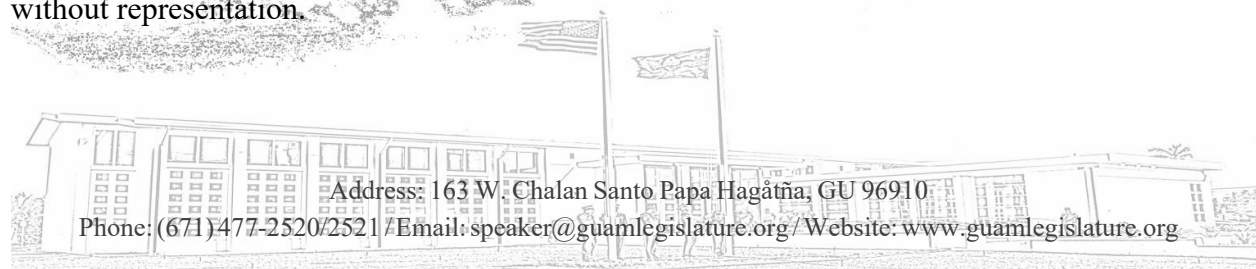 without representation.
Address: 163 W. Chalan Santo Papa Hagåtña, GU 96910
Phone: (671) 477-2520/2521 / Email: speaker@guamlegislature.org / Website: www.guamlegislature.org